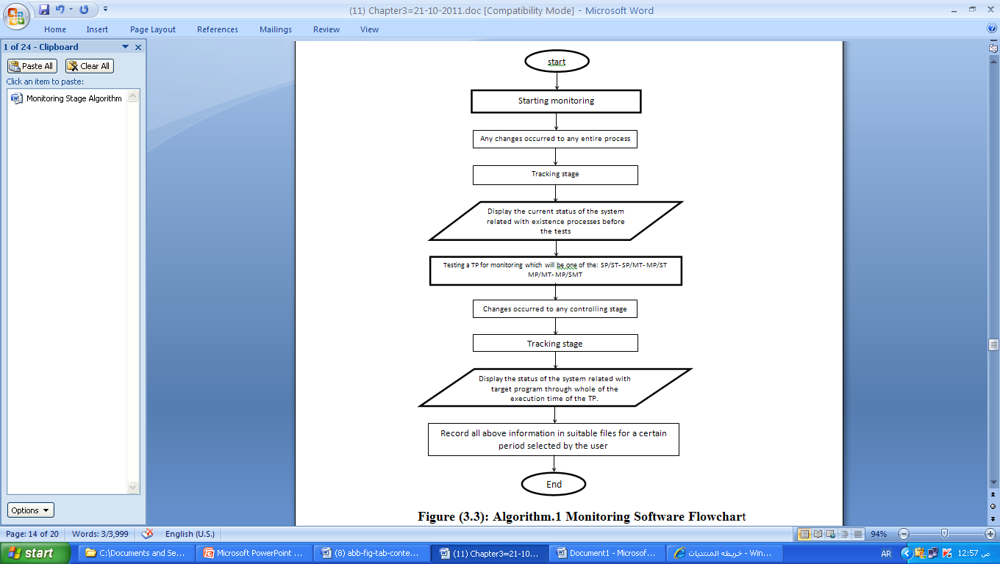 (11) Chapter3=21-10-2011.doc [Compatibility Mode] - Microsoft Word
Home Insert Page Layout References Mailings Review View
1 of 24 - Clipboard
Paste All Clear All
Click an item to paste:
Monitoring Stage Algorithm
Options
start
Starting monitoring
Any changes occurred to any entire process
Tracking stage
Display the current status of the system
related with existence processes before
the tests
Testing a TP for monitoring which will be one of the: SP/ST- SP/MT- MP/ST
MP/MT- MP/SMT
Changes occurred to any controlling stage
Tracking stage
Display the status of the system related with
target program through whole of the
execution time of the TP.
Record all above information in suitable files for a certain
period selected by the user
End
Figure (3.3): Algorithm.1 Monitoring Software Flowchart
Page: 14 of 20 Words: 3/3,999 English (U.S.) 94%
start C:\Documents and Se... Microsoft PowerPoint ... (8) abb-fig-tab-conte... (11) Chapter3=21-10... Document1 - Microsof... خريطه المنتديات - Win... AR 12:57 ص